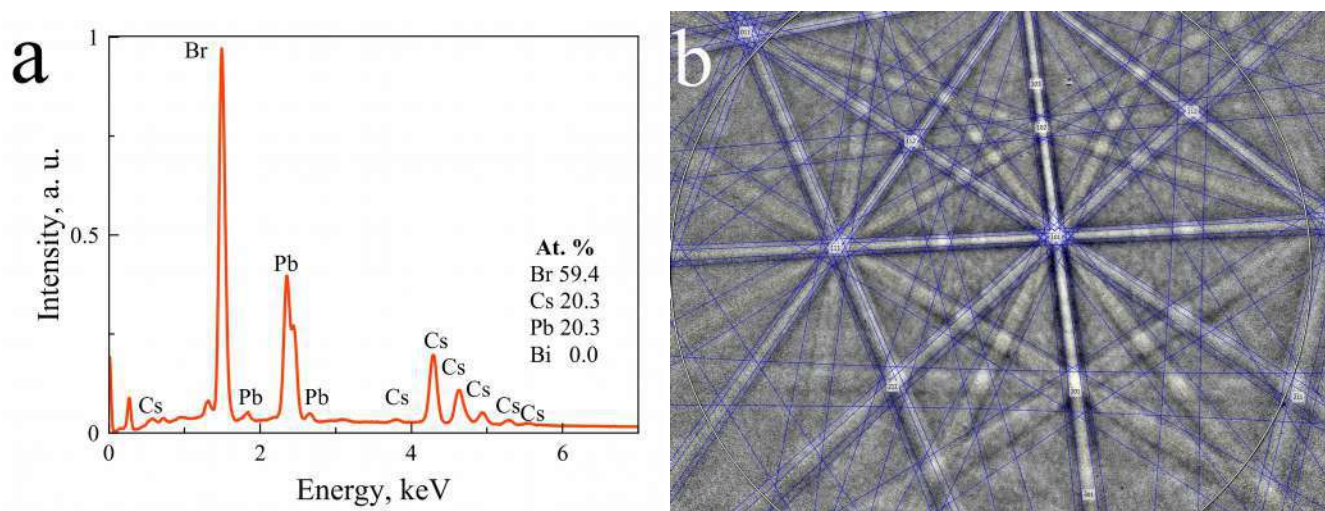 a
1
Br
Intensity, a. u.
Pb
0.5
At. %
Br 59.4
Cs 20.3
Pb 20.3
Bi 0.0
Cs
Cs
Cs
Cs
Pb
Pb
Cs
Cs
Cs
0
0
2
4
6
Energy, keV
b